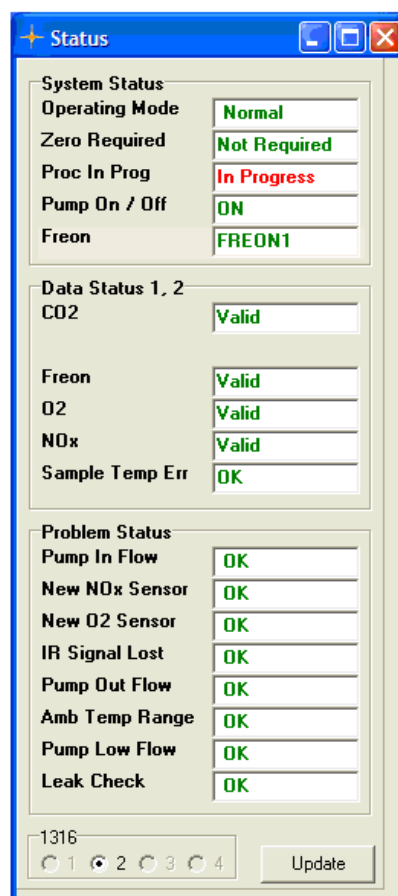 Status
System Status
Operating Mode Normal
Zero Required Not Required
Proc In Prog In Progress
Pump On / Off ON
Freon FREON1
Data Status 1, 2
CO2 Valid
Freon Valid
O2 Valid
NOx Valid
Sample Temp Err OK
Problem Status
Pump In Flow OK
New NOx Sensor OK
New O2 Sensor OK
IR Signal Lost OK
Pump Out Flow OK
Amb Temp Range OK
Pump Low Flow OK
Leak Check OK
1316
1 2 3 4 Update